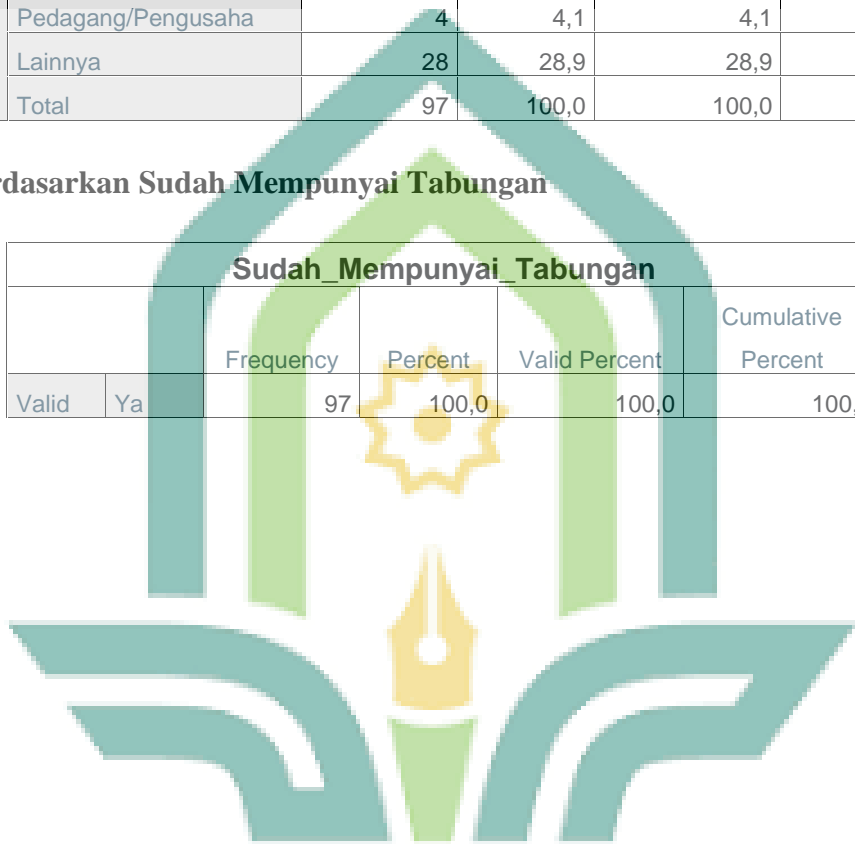 Pedagang/Pengusaha 4 4,1 4,1
Lainnya 28 28,9 28,9
Total 97 100,0 100,0
rdasarkan Sudah Mempunyai Tabungan
Sudah_Mempunyai_Tabungan
Cumulative
Frequency Percent Valid Percent Percent
Valid Ya 97 100,0 100,0 100,